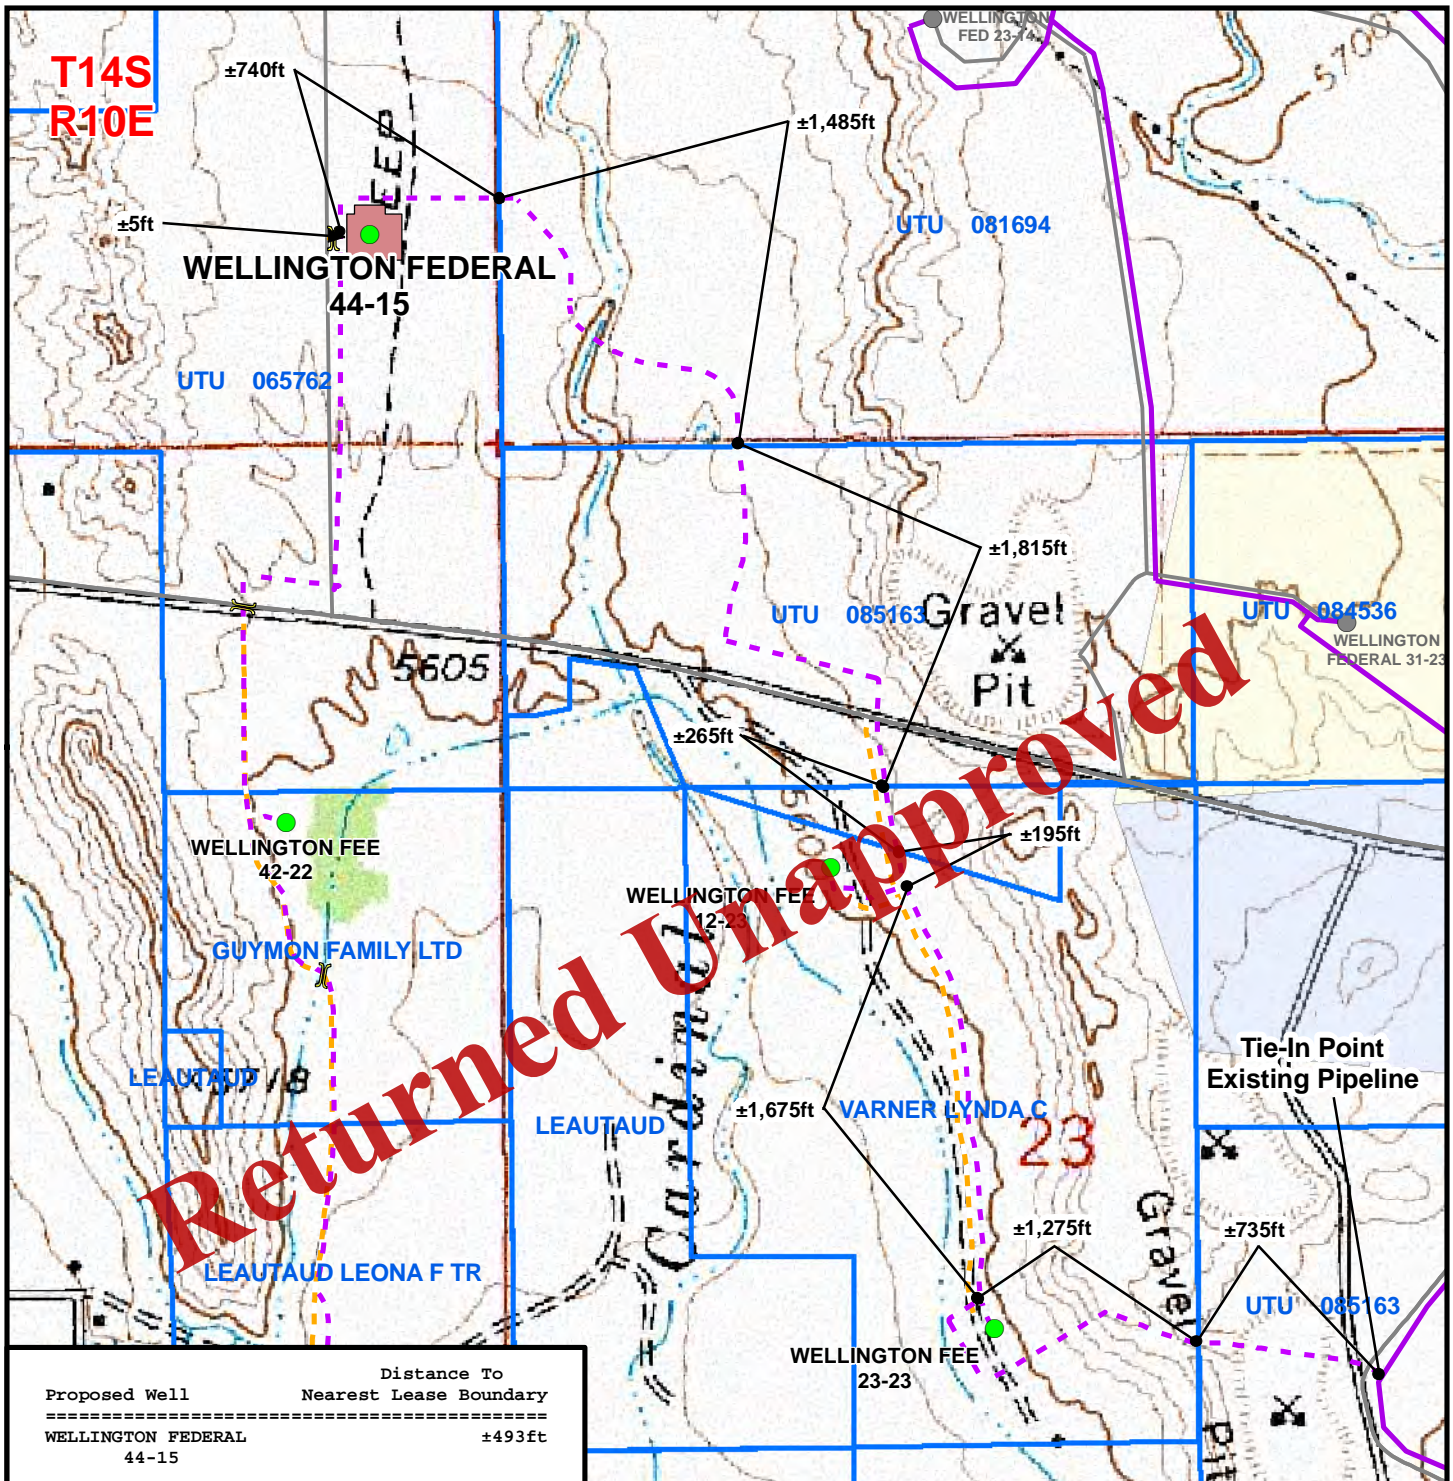 T14S
R10E
±740ft
±5ft
WELLINGTON FEDERAL
44-15
UTU 065762
±1,485ft
WELLINGTON
FED 23-14
5700
UTU 081694
±1,815ft
UTU 085163
Gravel
Pit
UTU 084536
WELLINGTON
FEDERAL 31-23
5605
±265ft
±195ft
WELLINGTON FEE
42-22
WELLINGTON FEE
12-23
GUYMON FAMILY LTD
LEAUTAUD
LEAUTAUD
±1,675ft
VARNER LYNDA C
23
Tie-In Point
Existing Pipeline
LEAUTAUD LEONA F TR
±1,275ft
±735ft
Gravel
Pit
UTU 085163
WELLINGTON FEE
23-23
Returned Unapproved
Distance To
Proposed Well Nearest Lease Boundary
=============================================
WELLINGTON FEDERAL ±493ft
44-15